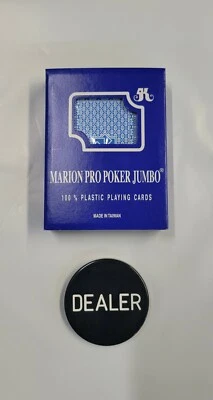 MARION PRO POKER JUMBO®
100% PLASTIC PLAYING CARDS
MADE IN TAIWAN
DEALER